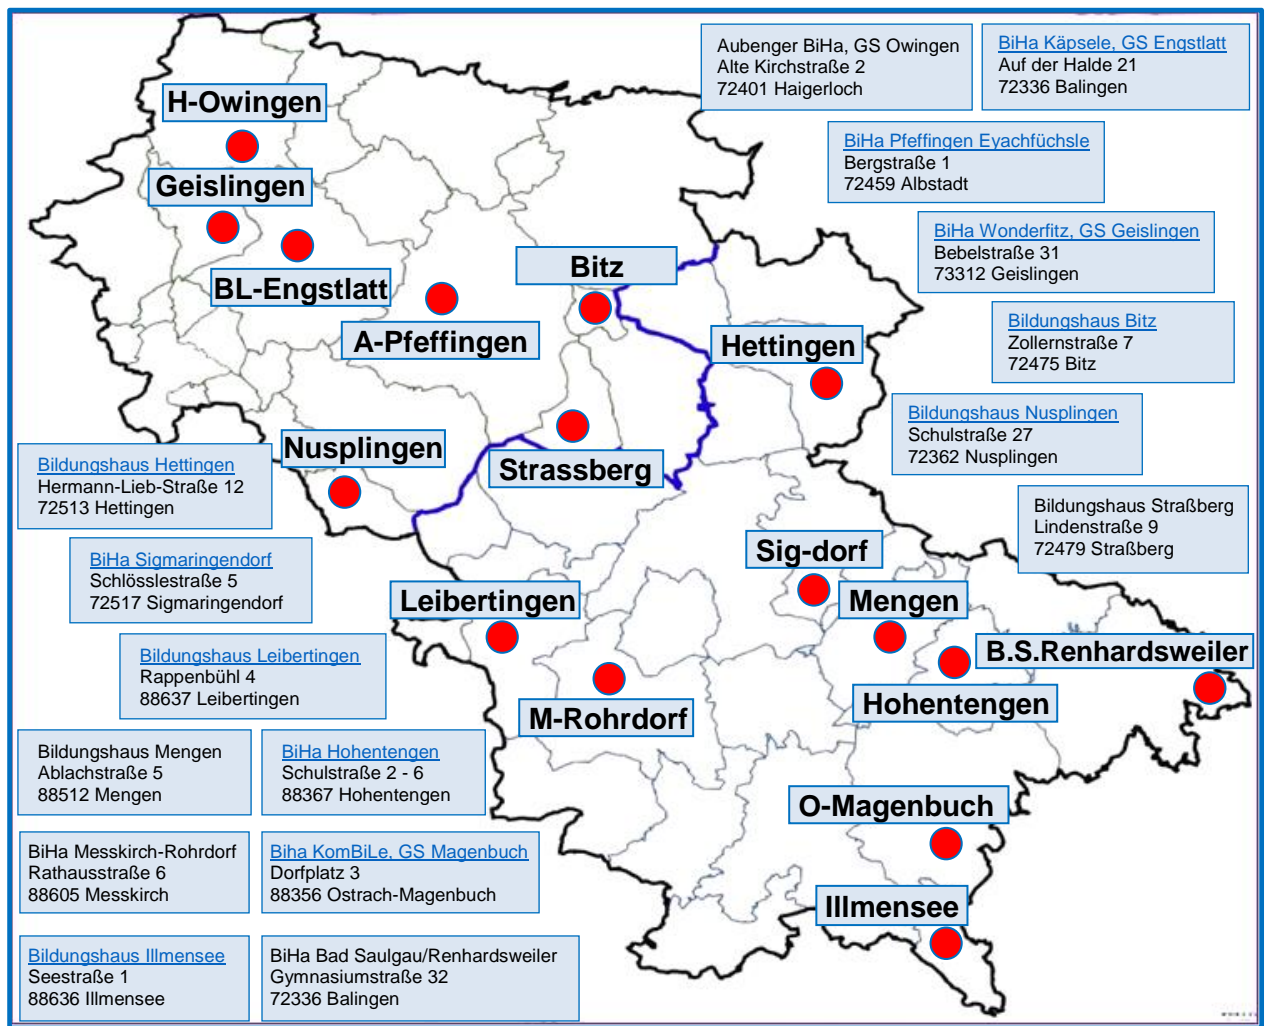 Aubenger BiHa, GS Owingen
Alte Kirchstraße 2
72401 Haigerloch
BiHa Käpsele, GS Engstlatt
Auf der Halde 21
72336 Balingen
BiHa Pfeffingen Eyachfüchsle
Bergstraße 1
72459 Albstadt
BiHa Wonderfitz, GS Geislingen
Bebelstraße 31
73312 Geislingen
Bildungshaus Bitz
Zollernstraße 7
72475 Bitz
Bildungshaus Nusplingen
Schulstraße 27
72362 Nusplingen
Bildungshaus Straßberg
Lindenstraße 9
72479 Straßberg
H-Owingen
Geislingen
BL-Engstlatt
Bitz
A-Pfeffingen
Hettingen
Nusplingen
Strassberg
Sig-dorf
Leibertingen
Mengen
B.S.Renhardsweiler
Hohentengen
M-Rohrdorf
O-Magenbuch
Illmensee
Bildungshaus Hettingen
Hermann-Lieb-Straße 12
72513 Hettingen
BiHa Sigmaringendorf
Schlösslestraße 5
72517 Sigmaringendorf
Bildungshaus Leibertingen
Rappenbühl 4
88637 Leibertingen
Bildungshaus Mengen
Ablachstraße 5
88512 Mengen
BiHa Hohentengen
Schulstraße 2 - 6
88367 Hohentengen
BiHa Messkirch-Rohrdorf
Rathausstraße 6
88605 Messkirch
Biha KomBiLe, GS Magenbuch
Dorfplatz 3
88356 Ostrach-Magenbuch
Bildungshaus Illmensee
Seestraße 1
88636 Illmensee
BiHa Bad Saulgau/Renhardsweiler
Gymnasiumstraße 32
72336 Balingen